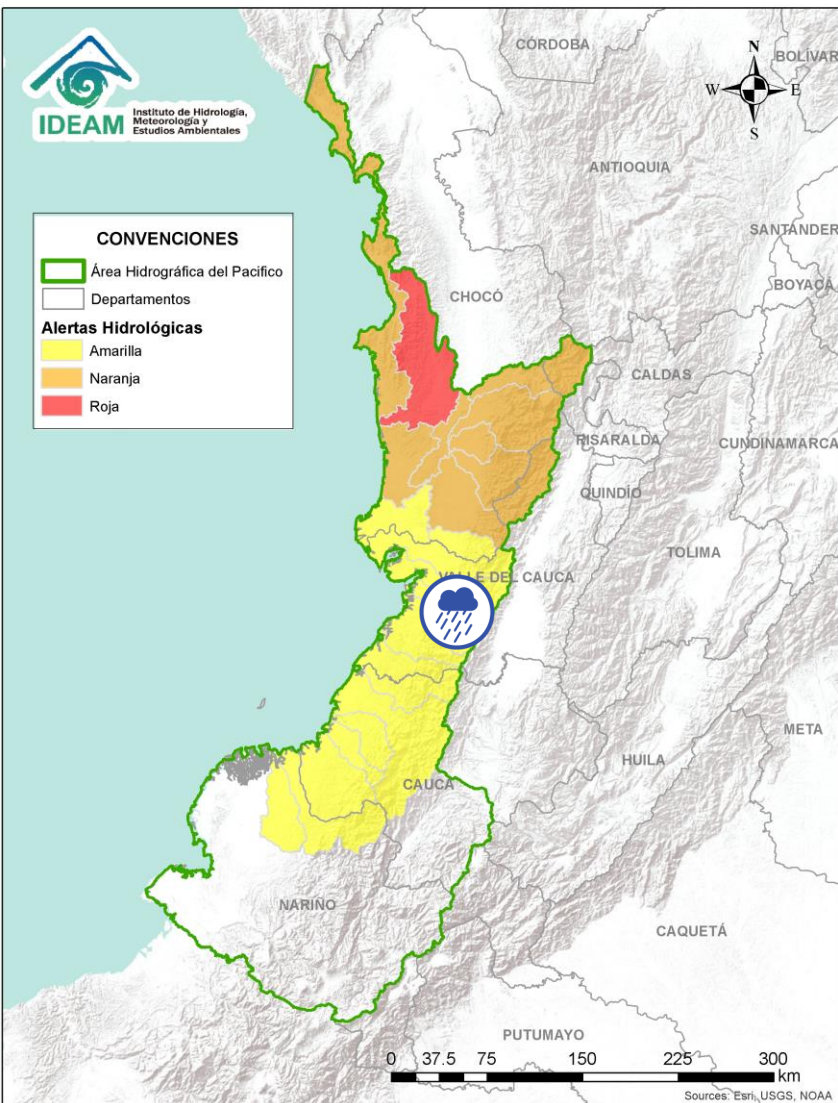 IDEAM
Instituto de Hidrología,
Meteorología y
Estudios Ambientales
CÓRDOBA
BOLÍVAR
N
W
E
S
ANTIOQUIA
SANTANDER
BOYACÁ
CONVENCIONES
Área Hidrográfica del Pacifico
Departamentos
Alertas Hidrológicas
Amarilla
Naranja
Roja
CHOCÓ
CALDAS
RISARALDA
CUNDINAMARCA
QUINDÍO
TOLIMA
VALLE DEL CAUCA
META
HUILA
CAUCA
NARIÑO
CAQUETÁ
PUTUMAYO
0 37.5 75 150 225 300
km
Sources: Esri, USGS, NOAA